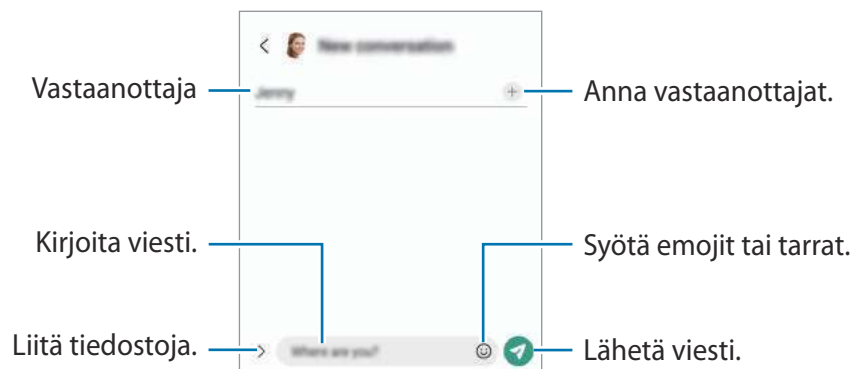 New conversation
Vastaanottaja
Jenny
Anna vastaanottajat.
Kirjoita viesti.
Syötä emojit tai tarrat.
Liitä tiedostoja.
Where are you?
Lähetä viesti.